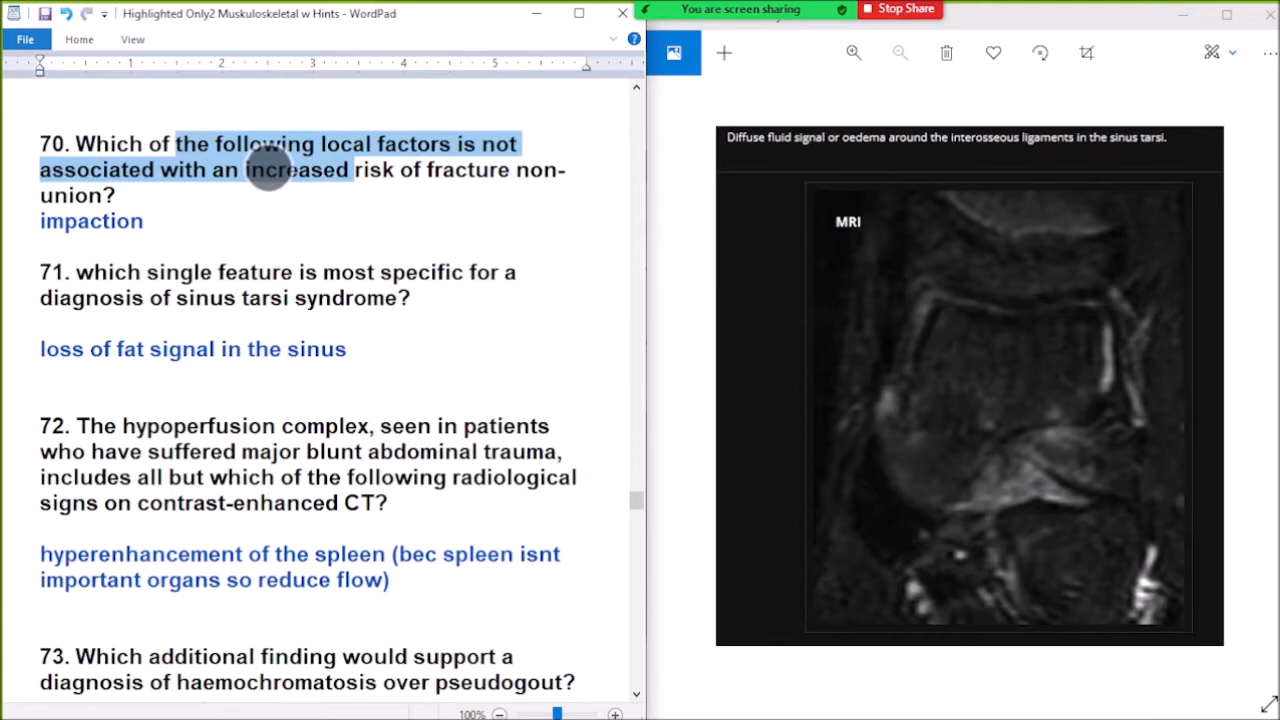 Highlighted Only2 Muskuloskeletal w Hints - WordPad
You are screen sharing
Stop Share
File
Home
View
1
2
3
4
5
70. Which of the following local factors is not
associated with an increased risk of fracture non-
union?
impaction
71. which single feature is most specific for a
diagnosis of sinus tarsi syndrome?
loss of fat signal in the sinus
72. The hypoperfusion complex, seen in patients
who have suffered major blunt abdominal trauma,
includes all but which of the following radiological
signs on contrast-enhanced CT?
hyperenhancement of the spleen (bec spleen isnt
important organs so reduce flow)
73. Which additional finding would support a
diagnosis of haemochromatosis over pseudogout?
100%
Diffuse fluid signal or oedema around the interosseous ligaments in the sinus tarsi.
MRI